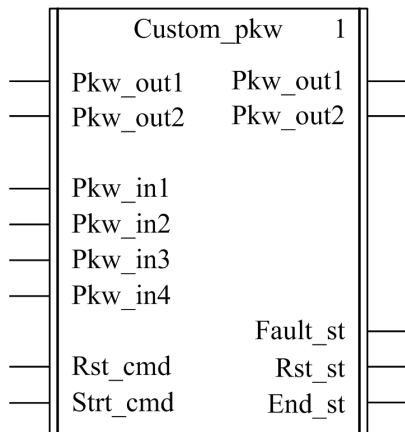 Custom_pkw 1
Pkw_out1 Pkw_out1
Pkw_out2 Pkw_out2
Pkw_in1
Pkw_in2
Pkw_in3
Pkw_in4
Fault_st
Rst_cmd Rst_st
Strt_cmd End_st